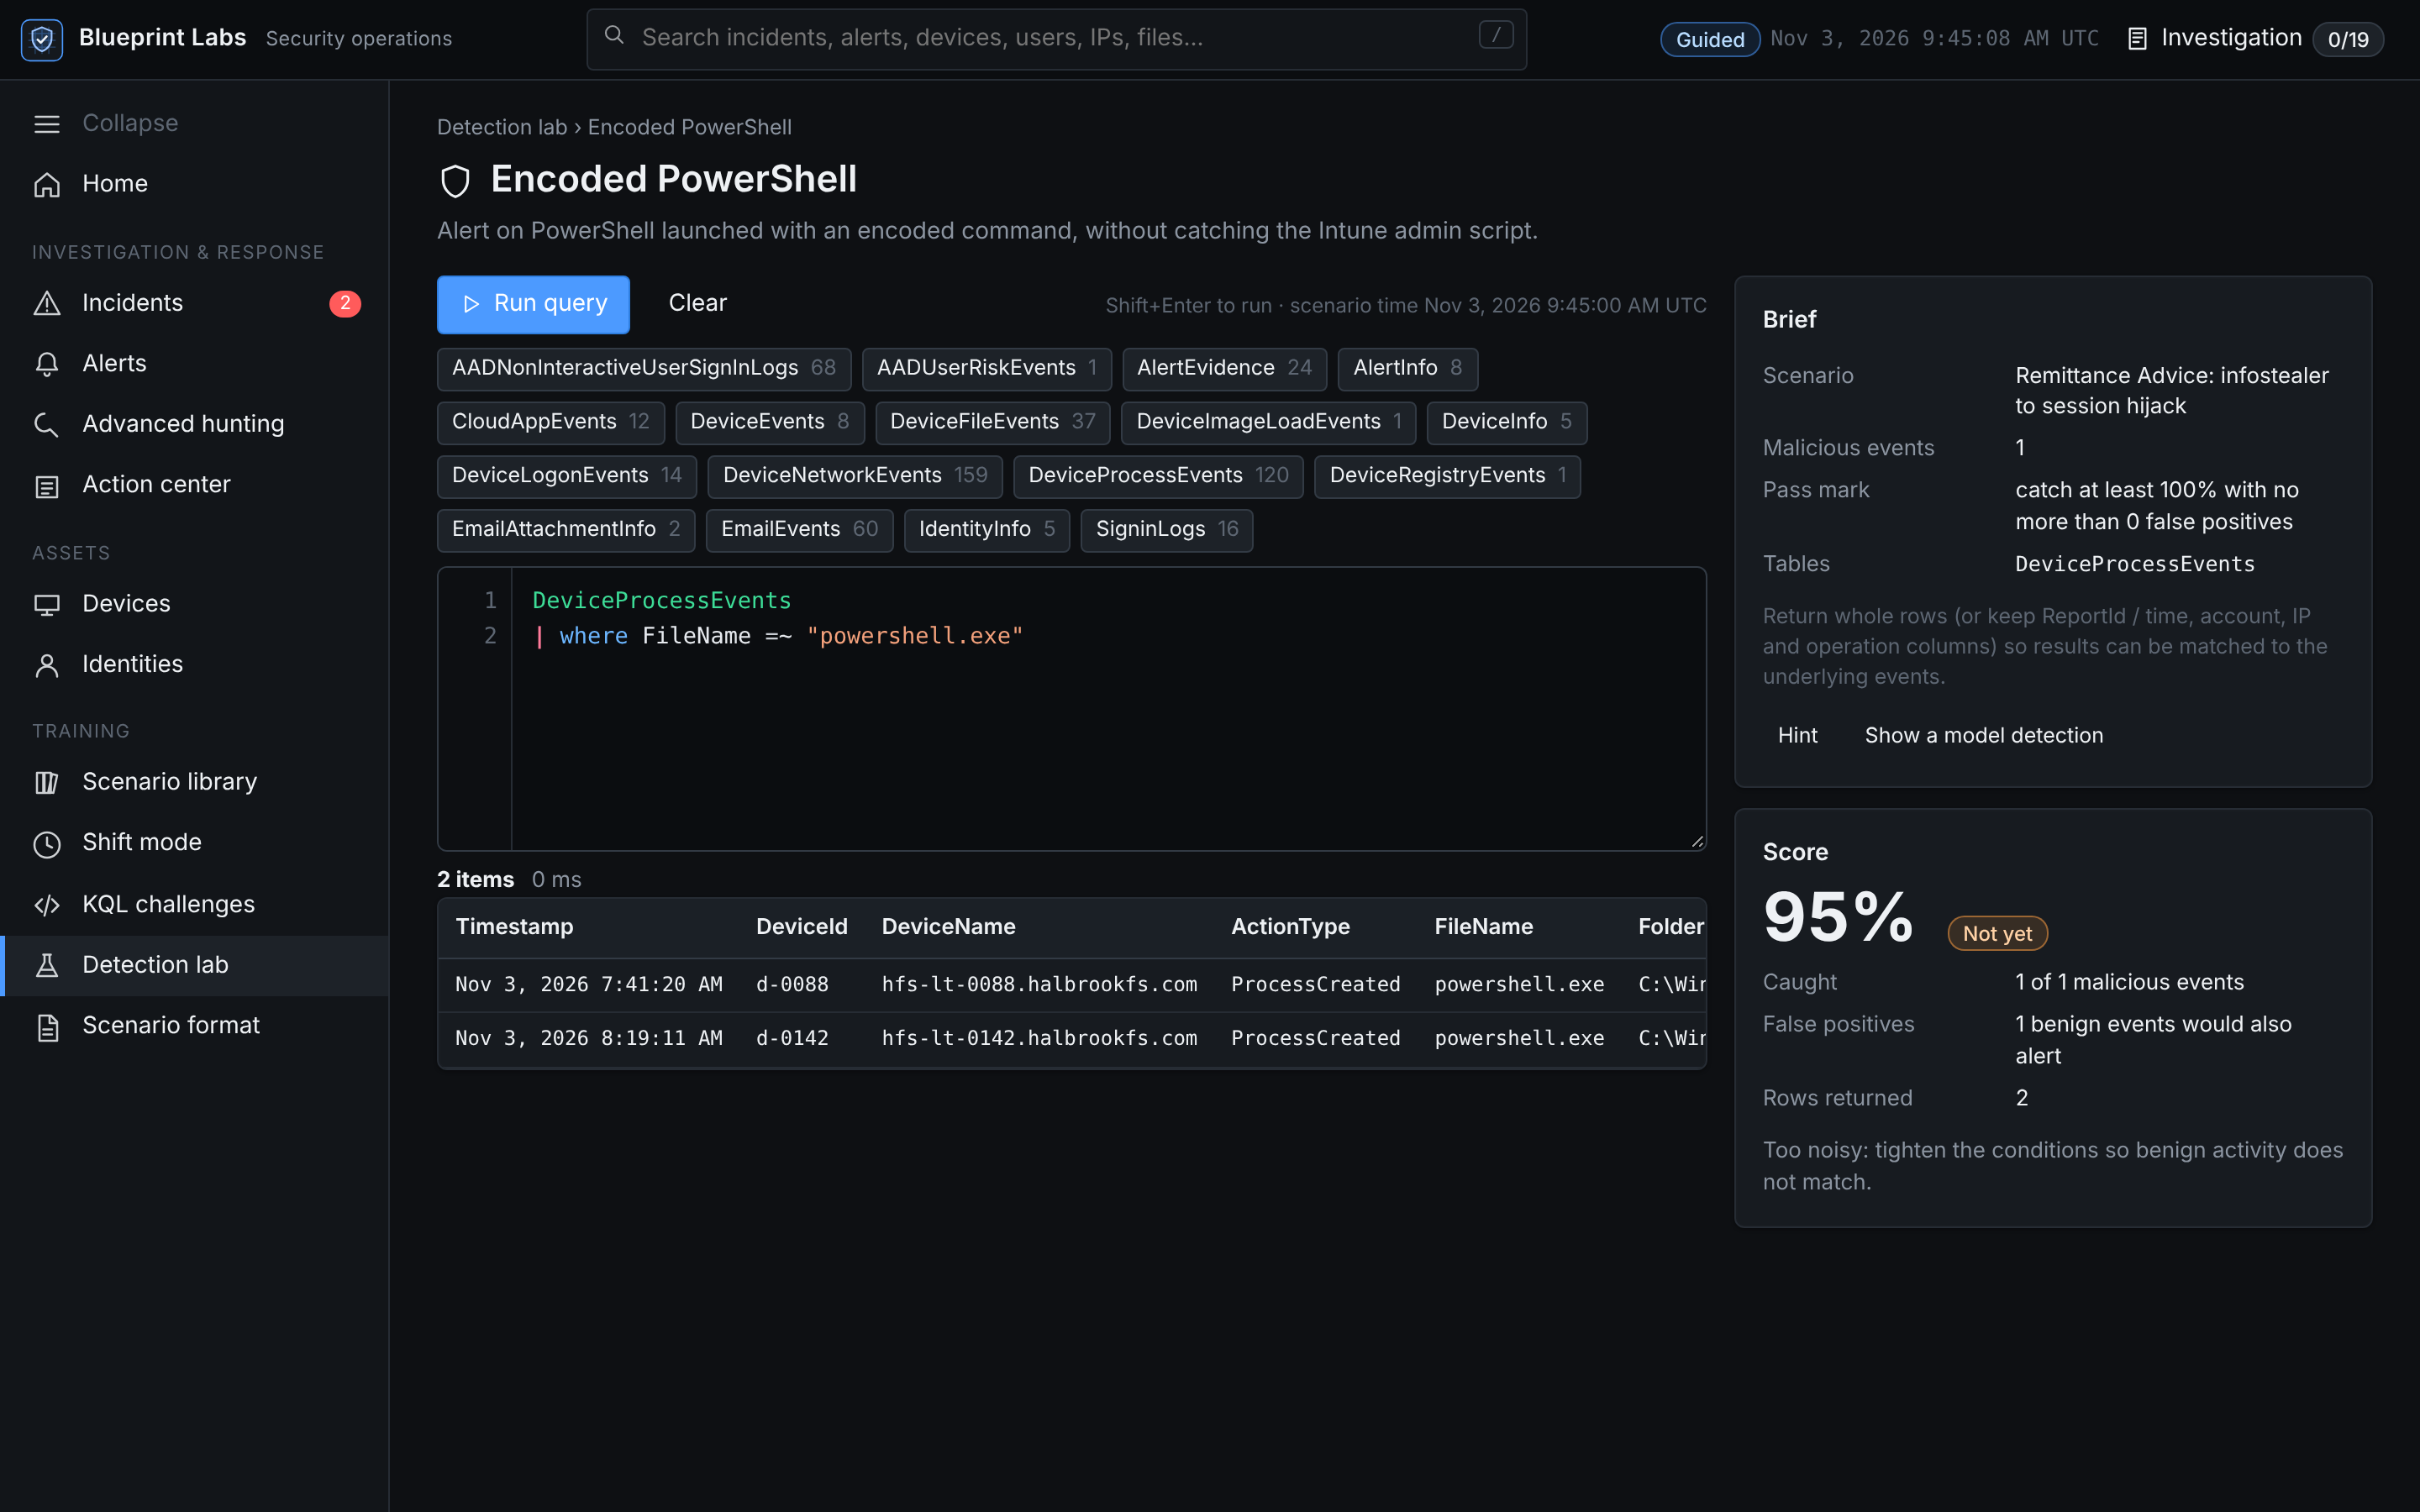 Blueprint Labs Security operations
Search incidents, alerts, devices, users, IPs, files... /
Guided Nov 3, 2026 9:45:08 AM UTC Investigation 0/19
Collapse
Home
INVESTIGATION & RESPONSE
Incidents 2
Alerts
Advanced hunting
Action center
ASSETS
Devices
Identities
TRAINING
Scenario library
Shift mode
KQL challenges
Detection lab
Scenario format
Detection lab › Encoded PowerShell
Encoded PowerShell
Alert on PowerShell launched with an encoded command, without catching the Intune admin script.
Run query Clear Shift+Enter to run · scenario time Nov 3, 2026 9:45:00 AM UTC
AADNonInteractiveUserSignInLogs 68 AADUserRiskEvents 1 AlertEvidence 24 AlertInfo 8
CloudAppEvents 12 DeviceEvents 8 DeviceFileEvents 37 DeviceImageLoadEvents 1 DeviceInfo 5
DeviceLogonEvents 14 DeviceNetworkEvents 159 DeviceProcessEvents 120 DeviceRegistryEvents 1
EmailAttachmentInfo 2 EmailEvents 60 IdentityInfo 5 SigninLogs 16
1 DeviceProcessEvents
2 | where FileName =~ "powershell.exe"
2 items 0 ms
Timestamp DeviceId DeviceName ActionType FileName Folder
Nov 3, 2026 7:41:20 AM d-0088 hfs-lt-0088.halbrookfs.com ProcessCreated powershell.exe C:\Win
Nov 3, 2026 8:19:11 AM d-0142 hfs-lt-0142.halbrookfs.com ProcessCreated powershell.exe C:\Win
Brief
Scenario Remittance Advice: infostealer
to session hijack
Malicious events 1
Pass mark catch at least 100% with no
more than 0 false positives
Tables DeviceProcessEvents
Return whole rows (or keep ReportId / time, account, IP
and operation columns) so results can be matched to the
underlying events.
Hint Show a model detection
Score
95% Not yet
Caught 1 of 1 malicious events
False positives 1 benign events would also
alert
Rows returned 2
Too noisy: tighten the conditions so benign activity does
not match.